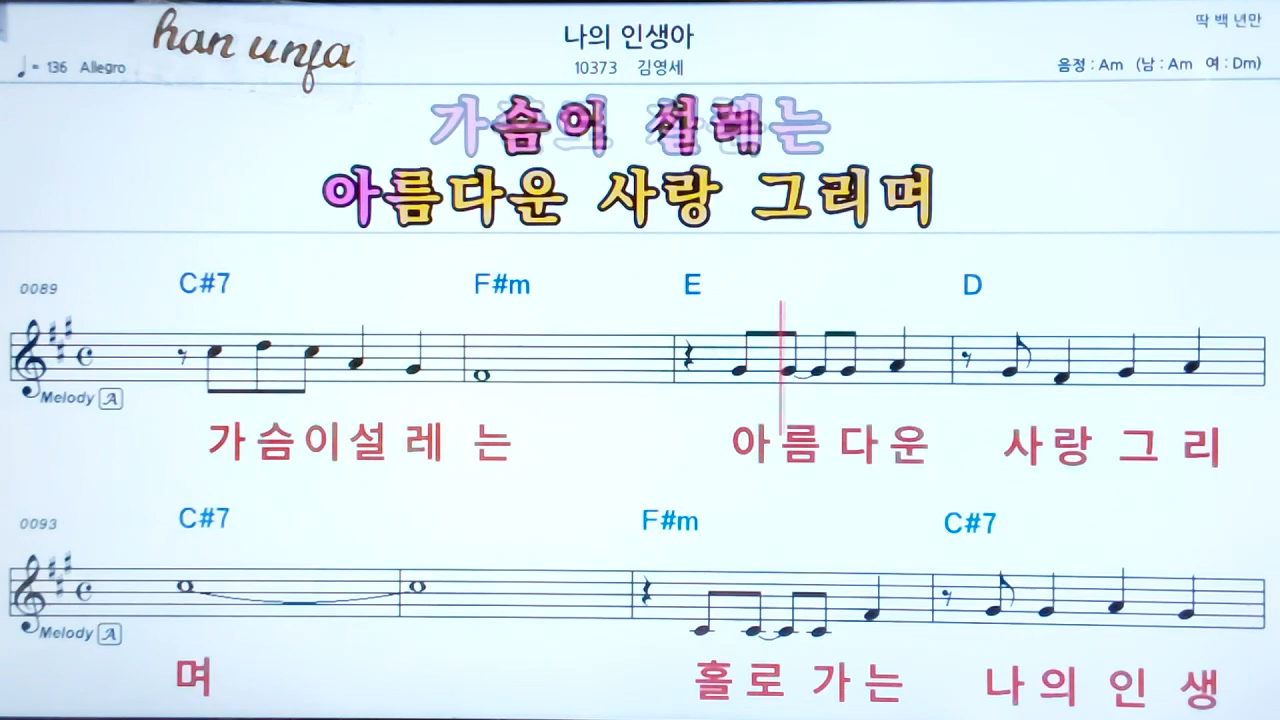 han unfa
나의 인생아
딱 백 년만
♩= 136 Allegro
10373 김영세
음정 : Am (남 : Am 여 : Dm)
가슴이 설레는
아름다운 사랑 그리며
0089 C#7 F#m E D
Melody A
가 슴 이 설 레 는 아 름 다 운 사 랑 그 리
0093 C#7 F#m C#7
Melody A
며 홀 로 가 는 나 의 인 생